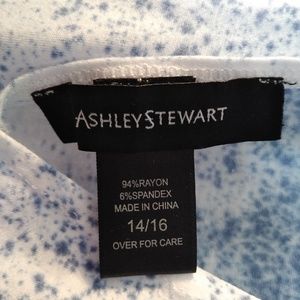 ASHLEYSTEWART
94%RAYON
6%SPANDEX
MADE IN CHINA
14/16
OVER FOR CARE